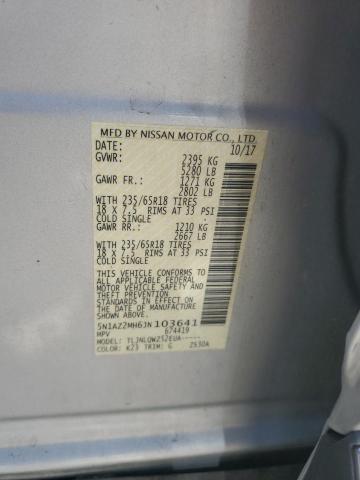 MFD BY NISSAN MOTOR CO., LTD.
DATE: 10/17
GVWR: 2395 KG
5280 LB
GAWR FR.: 1271 KG
2802 LB
WITH 235/65R18 TIRES
18 X 7.5 RIMS AT 33 PSI
COLD SINGLE
GAWR RR.: 1210 KG
2667 LB
WITH 235/65R18 TIRES
18 X 7.5 RIMS AT 33 PSI
COLD SINGLE
THIS VEHICLE CONFORMS TO
ALL APPLICABLE FEDERAL
MOTOR VEHICLE SAFETY AND
THEFT PREVENTION STANDARDS
IN EFFECT ON THE DATE OF
MANUFACTURE SHOWN ABOVE.
5N1AZ2MH6JN103641
MPV 674419
MODEL: TLJNLQWZ52EUA-----
COLOR: K23 TRIM: G ZS30A